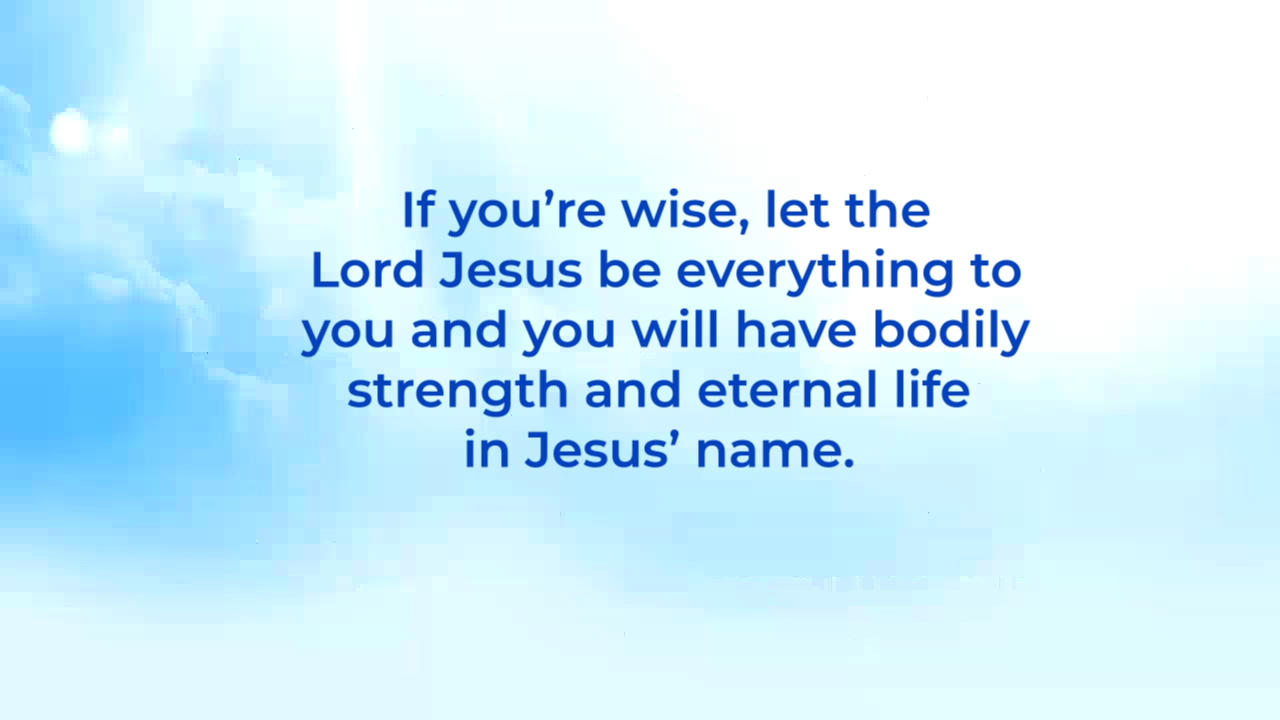 If you’re wise, let the
Lord Jesus be everything to
you and you will have bodily
strength and eternal life
in Jesus’ name.